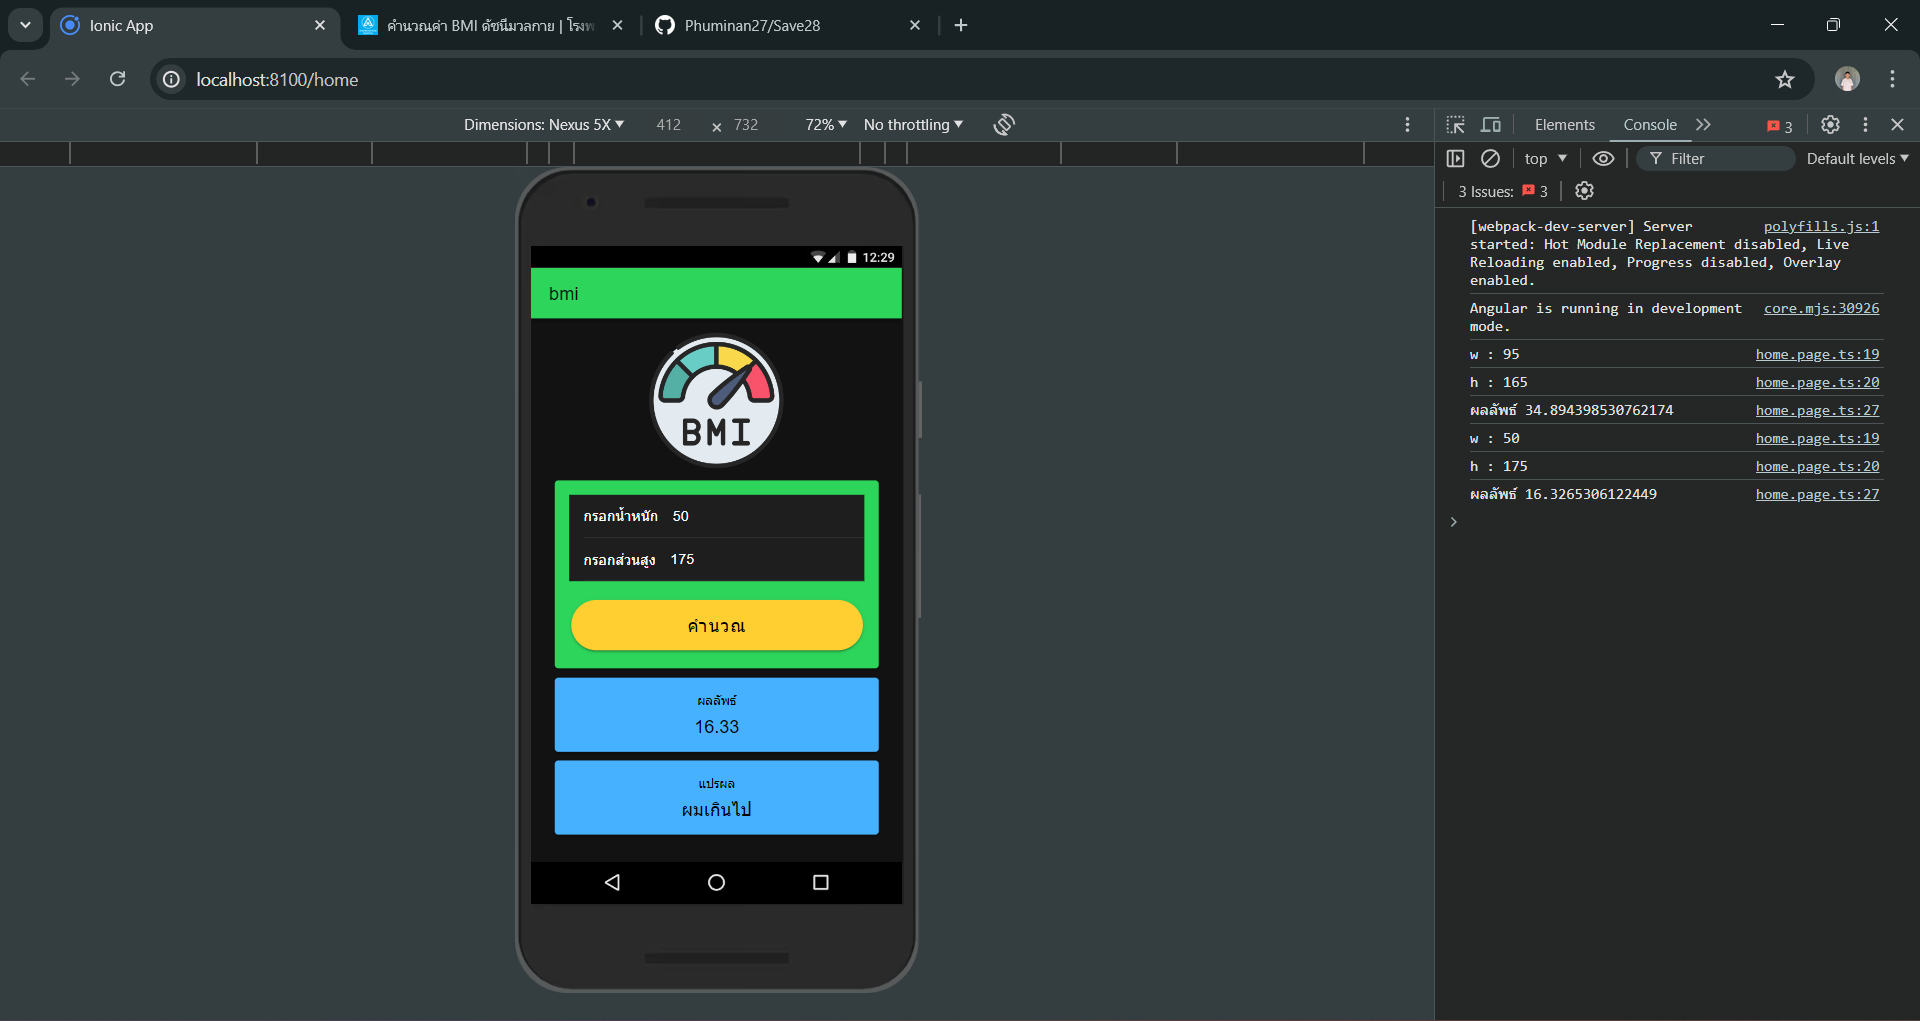 Ionic App
คำนวณค่า BMI ดัชนีมวลกาย | โรงพ
Phuminan27/Save28
localhost:8100/home
Dimensions: Nexus 5X 412 × 732 72% No throttling
Elements Console 3
top Filter Default levels
3 Issues: 3
12:29
bmi
BMI
กรอกน้ำหนัก 50
กรอกส่วนสูง 175
คำนวณ
ผลลัพธ์
16.33
แปรผล
ผมเกินไป
[webpack-dev-server] Server polyfills.js:1
started: Hot Module Replacement disabled, Live
Reloading enabled, Progress disabled, Overlay
enabled.
Angular is running in development core.mjs:30926
mode.
w : 95 home.page.ts:19
h : 165 home.page.ts:20
ผลลัพธ์ 34.894398530762174 home.page.ts:27
w : 50 home.page.ts:19
h : 175 home.page.ts:20
ผลลัพธ์ 16.3265306122449 home.page.ts:27